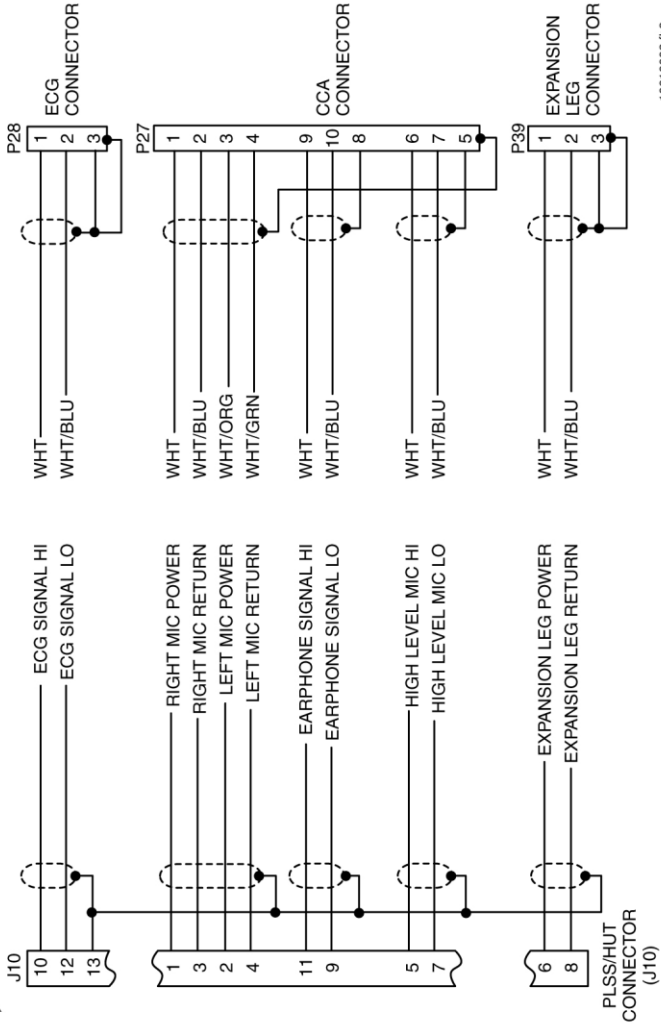 J10
10
12
13
1
3
2
4
11
9
5
7
6
8
PLSS/HUT
CONNECTOR
(J10)
ECG SIGNAL HI
ECG SIGNAL LO
RIGHT MIC POWER
RIGHT MIC RETURN
LEFT MIC POWER
LEFT MIC RETURN
EARPHONE SIGNAL HI
EARPHONE SIGNAL LO
HIGH LEVEL MIC HI
HIGH LEVEL MIC LO
EXPANSION LEG POWER
EXPANSION LEG RETURN
WHT
WHT/BLU
WHT
WHT/BLU
WHT/ORG
WHT/GRN
WHT
WHT/BLU
WHT
WHT/BLU
WHT
WHT/BLU
P28
1
2
3
ECG
CONNECTOR
P27
1
2
3
4
9
10
8
6
7
5
CCA
CONNECTOR
P39
1
2
3
EXPANSION
LEG
CONNECTOR